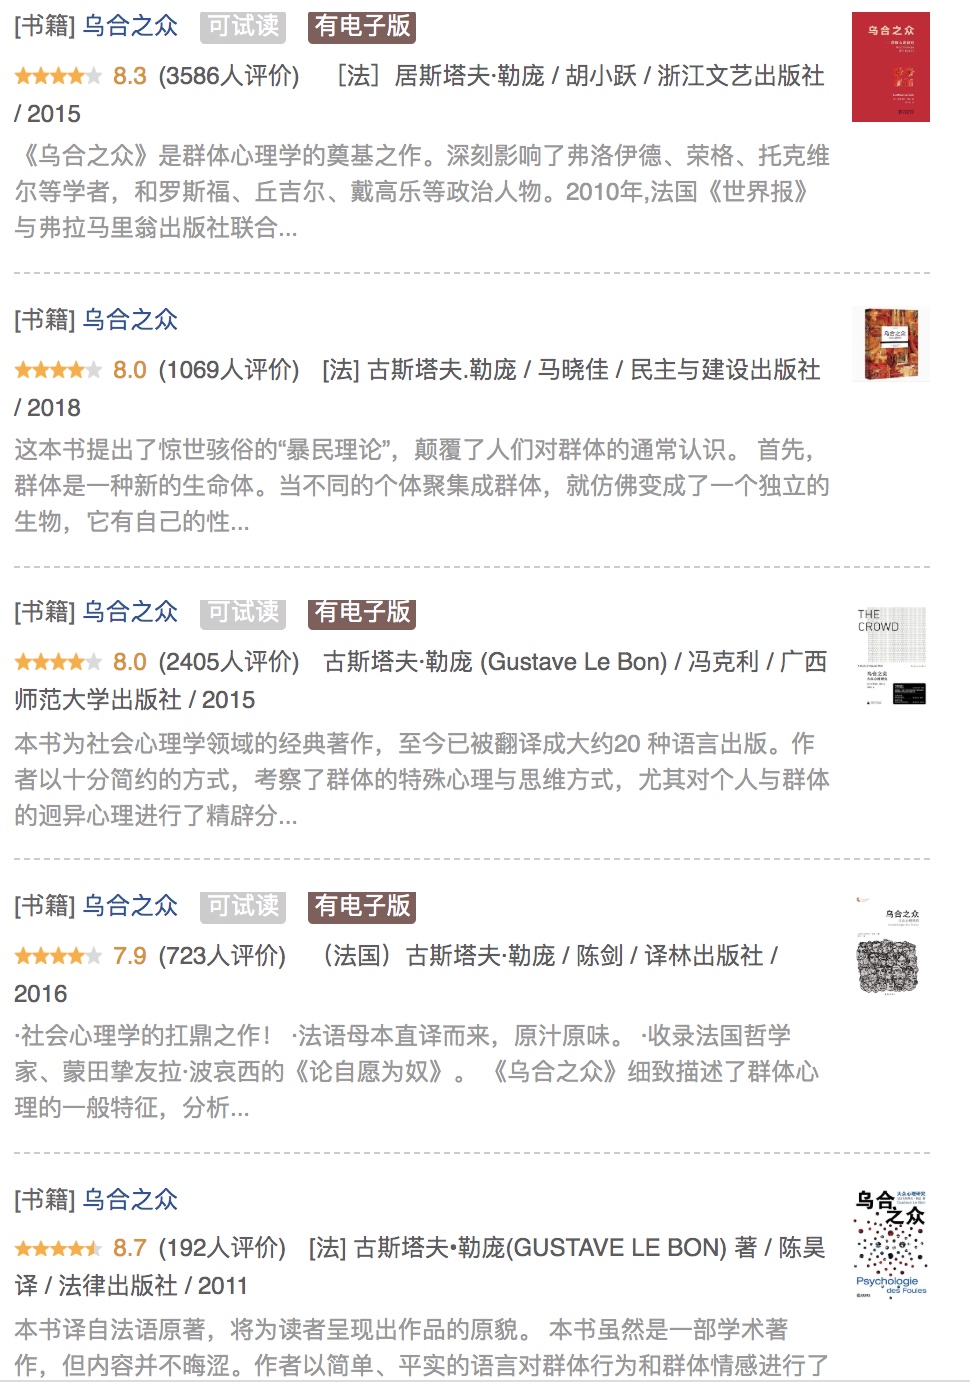 [书籍] 乌合之众 可试读 有电子版
8.3 (3586人评价) ［法］居斯塔夫·勒庞 / 胡小跃 / 浙江文艺出版社
/ 2015
《乌合之众》是群体心理学的奠基之作。深刻影响了弗洛伊德、荣格、托克维
尔等学者，和罗斯福、丘吉尔、戴高乐等政治人物。2010年,法国《世界报》
与弗拉马里翁出版社联合...
乌合之众
[书籍] 乌合之众
8.0 (1069人评价) [法] 古斯塔夫.勒庞 / 马晓佳 / 民主与建设出版社
/ 2018
这本书提出了惊世骇俗的“暴民理论”，颠覆了人们对群体的通常认识。 首先，
群体是一种新的生命体。当不同的个体聚集成群体，就仿佛变成了一个独立的
生物，它有自己的性...
乌合之众
[书籍] 乌合之众 可试读 有电子版
8.0 (2405人评价) 古斯塔夫·勒庞 (Gustave Le Bon) / 冯克利 / 广西
师范大学出版社 / 2015
本书为社会心理学领域的经典著作，至今已被翻译成大约20 种语言出版。作
者以十分简约的方式，考察了群体的特殊心理与思维方式，尤其对个人与群体
的迥异心理进行了精辟分...
THE
CROWD
乌合之众
[书籍] 乌合之众 可试读 有电子版
7.9 (723人评价) （法国）古斯塔夫·勒庞 / 陈剑 / 译林出版社 /
2016
·社会心理学的扛鼎之作！ ·法语母本直译而来，原汁原味。 ·收录法国哲学
家、蒙田挚友拉·波哀西的《论自愿为奴》。 《乌合之众》细致描述了群体心
理的一般特征，分析...
乌合之众
[书籍] 乌合之众
8.7 (192人评价) [法] 古斯塔夫•勒庞(GUSTAVE LE BON) 著 / 陈昊
译 / 法律出版社 / 2011
本书译自法语原著，将为读者呈现出作品的原貌。 本书虽然是一部学术著
作，但内容并不晦涩。作者以简单、平实的语言对群体行为和群体情感进行了
乌合
之众
大众心理研究
Psychologie
des Foules